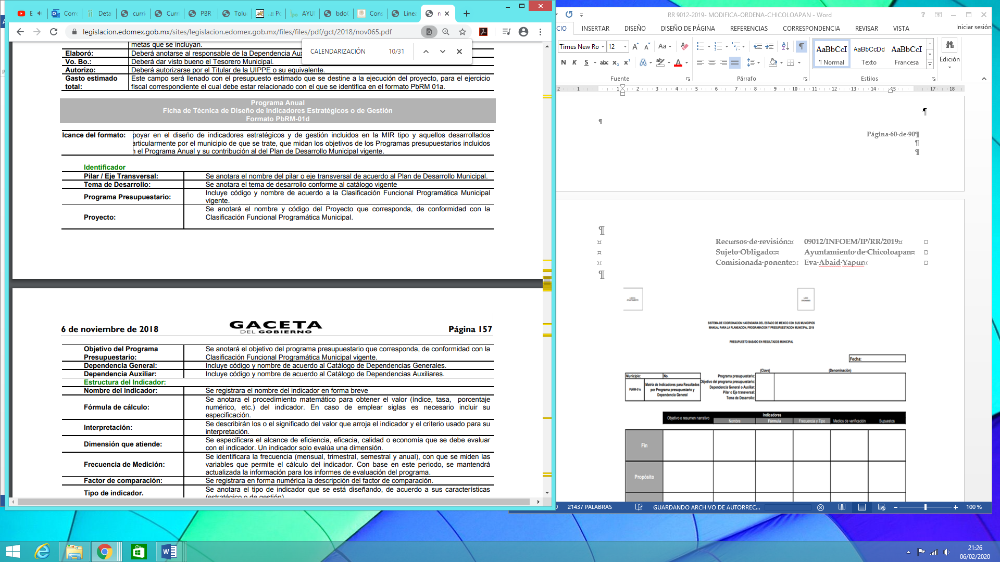 Corre
Deta
curri
Curr
PBR
Tolu
..:: Po
AYU
bdo
Cons
Linea
n
legislacion.edomex.gob.mx/sites/legislacion.edomex.gob.mx/files/files/pdf/gct/2018/nov065.pdf
CALENDARIZACIÓN 10/31
metas que se incluyan.
Elaboró: Deberá anotarse al responsable de la Dependencia Aux
Vo. Bo.: Deberá dar visto bueno el Tesorero Municipal.
Autorizo: Deberá autorizarse por el Titular de la UIPPE o su equivalente.
Gasto estimado total: Este campo será llenado con el presupuesto estimado que se destine a la ejecución del proyecto, para el ejercicio
fiscal correspondiente el cual debe estar relacionado con el que se identifica en el formato PbRM 01a.
Programa Anual
Ficha de Técnica de Diseño de Indicadores Estratégicos o de Gestión
Formato PbRM-01d
lcance del formato: poyar en el diseño de indicadores estratégicos y de gestión incluidos en la MIR tipo y aquellos desarrollados
articularmente por el municipio de que se trate, que midan los objetivos de los Programas presupuestarios incluidos
n el Programa Anual y su contribución al del Plan de Desarrollo Municipal vigente.
Identificador
Pilar / Eje Transversal: Se anotara el nombre del pilar o eje transversal de acuerdo al Plan de Desarrollo Municipal.
Tema de Desarrollo: Se anotara el tema de desarrollo conforme al catálogo vigente
Programa Presupuestario: Incluye código y nombre de acuerdo a la Clasificación Funcional Programática Municipal
vigente.
Proyecto: Se anotará el nombre y código del Proyecto que corresponda, de conformidad con la
Clasificación Funcional Programática Municipal.
6 de noviembre de 2018
GACETA
DEL GOBIERNO
Página 157
Objetivo del Programa Presupuestario: Se anotará el objetivo del programa presupuestario que corresponda, de conformidad con la
Clasificación Funcional Programática Municipal vigente.
Dependencia General: Incluye código y nombre de acuerdo al Catálogo de Dependencias Generales.
Dependencia Auxiliar: Incluye código y nombre de acuerdo al Catálogo de Dependencias Auxiliares.
Estructura del Indicador:
Nombre del indicador: Se registrara el nombre del indicador en forma breve
Fórmula de cálculo: Se anotara el procedimiento matemático para obtener el valor (índice, tasa, porcentaje
numérico, etc.) del indicador. En caso de emplear siglas es necesario incluir su
especificación.
Interpretación: Se describirán los o el significado del valor que arroja el indicador y el criterio usado para su
interpretación.
Dimensión que atiende: Se especificara el alcance de eficiencia, eficacia, calidad o economía que se debe evaluar
con el indicador. Un indicador solo evalúa una dimensión.
Frecuencia de Medición: Se identificara la frecuencia (mensual, trimestral, semestral y anual), con que se miden las
variables que permite el cálculo del indicador. Con base en este periodo, se mantendrá
actualizada la información para los informes de evaluación del programa.
Factor de comparación: Se registrara en forma numérica la descripción del factor de comparación.
Tipo de indicador. Se anotara el tipo de indicador que se está diseñando, de acuerdo a sus características
(estratégico o de gestión)
RR 9012-2019- MODIFICA-ORDENA-CHICOLOAPAN - Word
CIO INSERTAR DISEÑO DISEÑO DE PÁGINA REFERENCIAS CORRESPONDENCIA REVISAR VISTA Iniciar sesión
Times New Ro 12
AaBbCcI AaBbCcDd AaBbCcI
¶ Normal Texto Francesa
Edición
Fuente Párrafo Estilos
Página 60 de 90¶
Recursos de revisión: 09012/INFOEM/IP/RR/2019
Sujeto Obligado: Ayuntamiento de Chicoloapan
Comisionada ponente: Eva Abaid Yapur
SISTEMA DE COORDINACION HACENDARIA DEL ESTADO DE MEXICO CON SUS MUNICIPIOS
MANUAL PARA LA PLANEACION, PROGRAMACION Y PRESUPUESTACION MUNICIPAL 2019
PRESUPUESTO BASADO EN RESULTADOS MUNICIPAL
Fecha:
(Clave) (Denominación)
Municipio: No.
PbRM-01e
Matriz de Indicadores para Resultados
por Programa presupuestario y
Dependencia General
Programa presupuestario:
Objetivo del programa presupuestario:
Dependencia General o Auxiliar:
Pilar o Eje transversal:
Tema de Desarrollo:
Objetivo o resumen narrativo
Indicadores
Nombre Fórmula Frecuencia y Tipo
Medios de verificación
Supuestos
Fin
Propósito
21437 PALABRAS GUARDANDO ARCHIVO DE AUTORREC... 100 %
21:26
06/02/2020